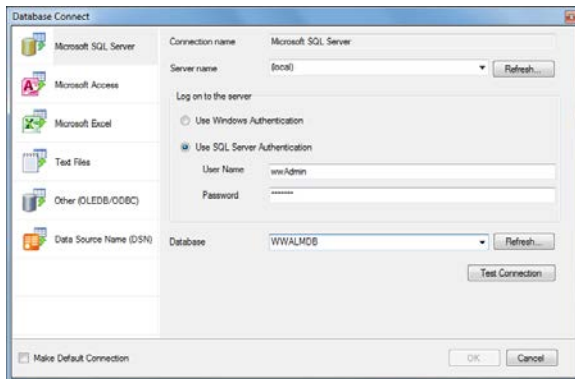 Database Connect
Microsoft SQL Server
Microsoft Access
Microsoft Excel
Text Files
Other (OLEDB/ODBC)
Data Source Name (DSN)
Connection name
Microsoft SQL Server
Server name
(local)
Refresh...
Log on to the server
Use Windows Authentication
Use SQL Server Authentication
User Name
wwAdmin
Password
*******
Database
WWALMDB
Refresh...
Test Connection
Make Default Connection
OK
Cancel